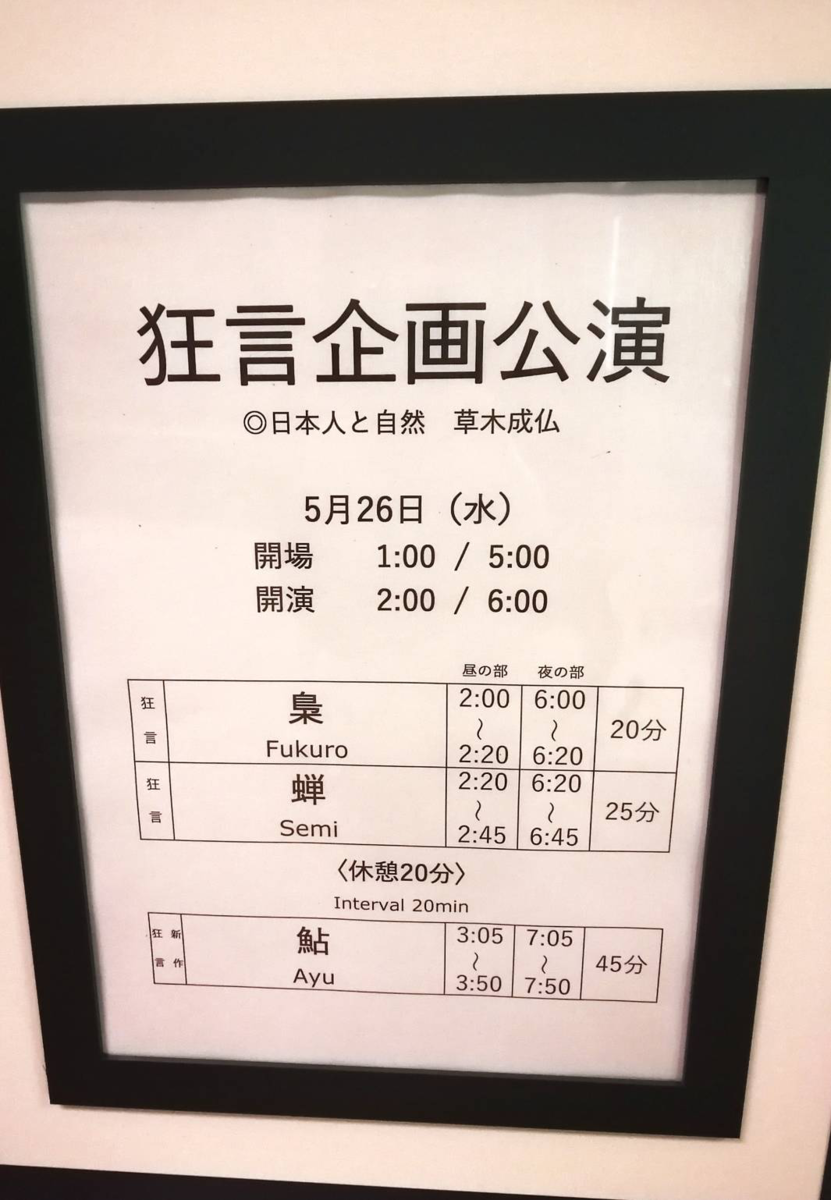 狂言企画公演
◎日本人と自然　草木成仏
5月26日（水）
開場　1:00 / 5:00
開演　2:00 / 6:00
昼の部　夜の部
狂言　梟　Fukuro　2:00〜2:20　6:00〜6:20　20分
狂言　蝉　Semi　2:20〜2:45　6:20〜6:45　25分
〈休憩20分〉
Interval 20min
新作狂言　鮎　Ayu　3:05〜3:50　7:05〜7:50　45分